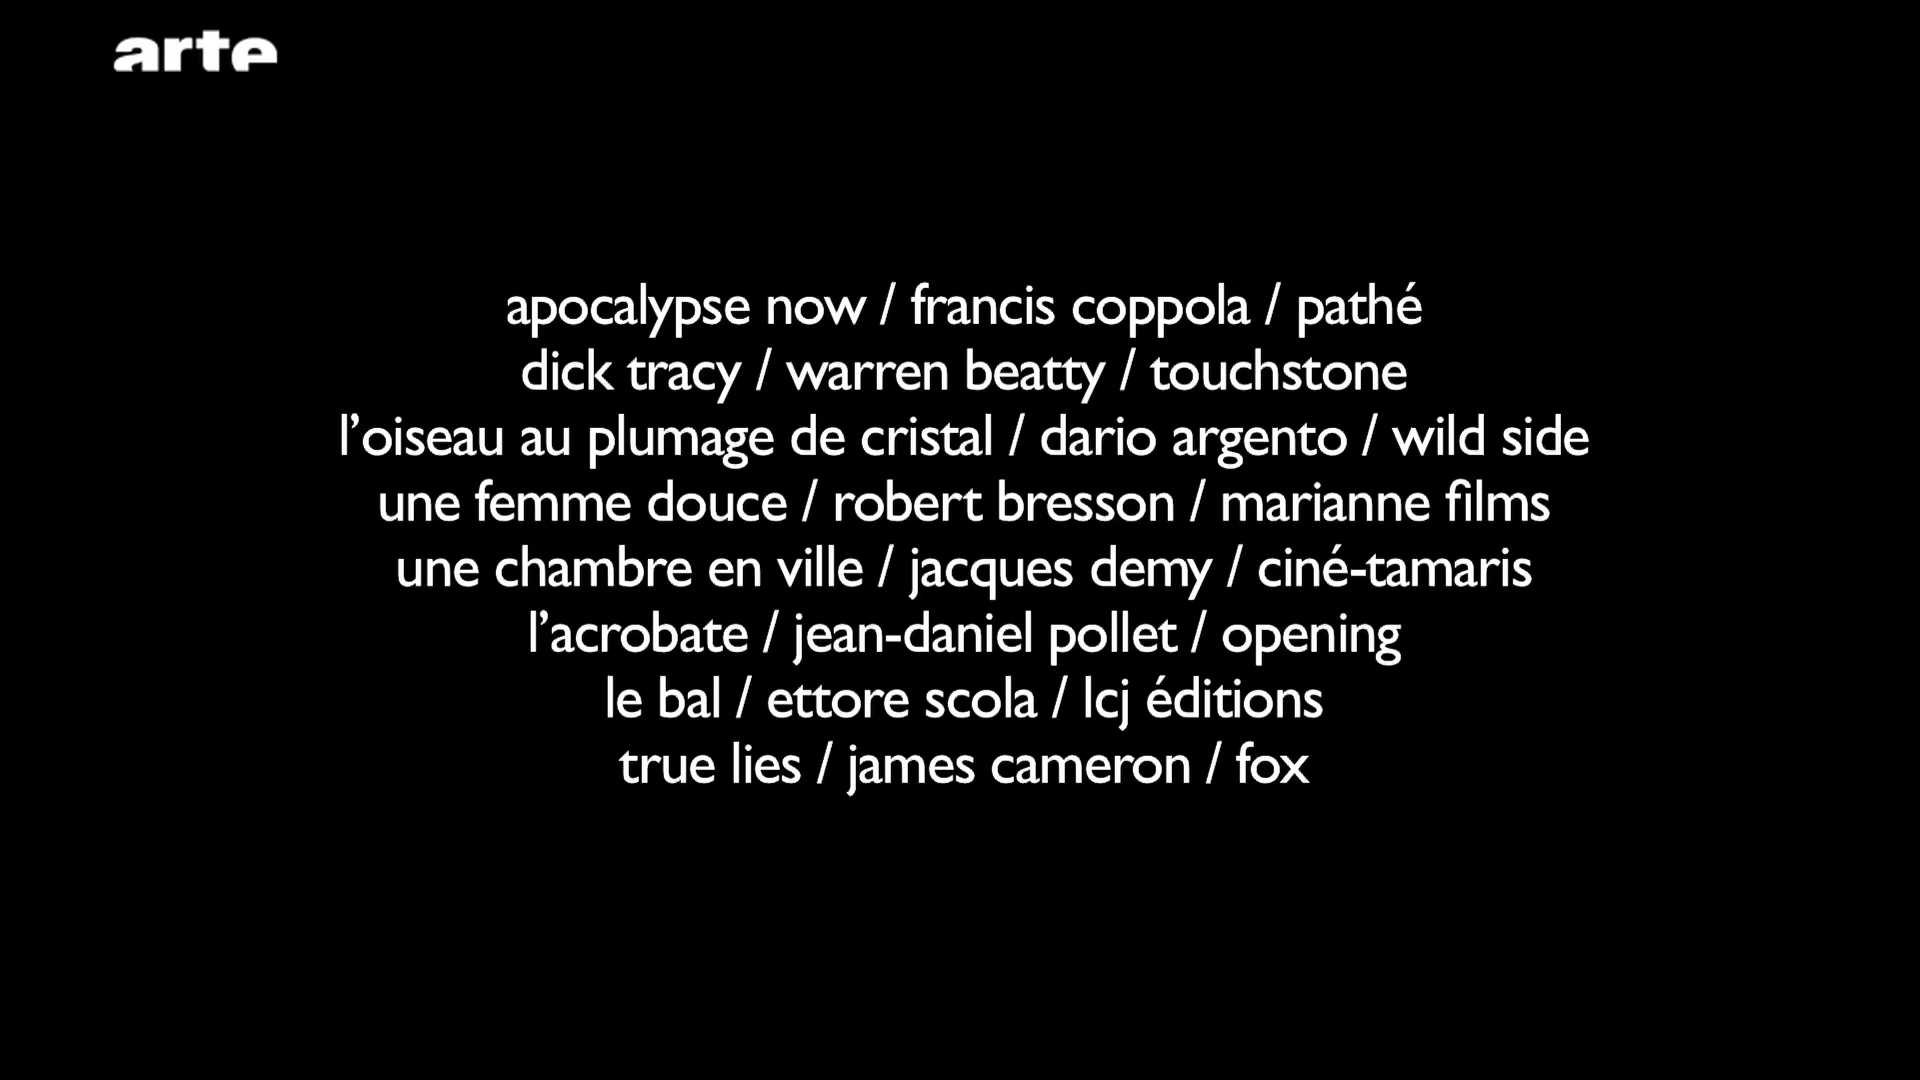 arte
apocalypse now / francis coppola / pathé
dick tracy / warren beatty / touchstone
l’oiseau au plumage de cristal / dario argento / wild side
une femme douce / robert bresson / marianne films
une chambre en ville / jacques demy / ciné-tamaris
l’acrobate / jean-daniel pollet / opening
le bal / ettore scola / lcj éditions
true lies / james cameron / fox